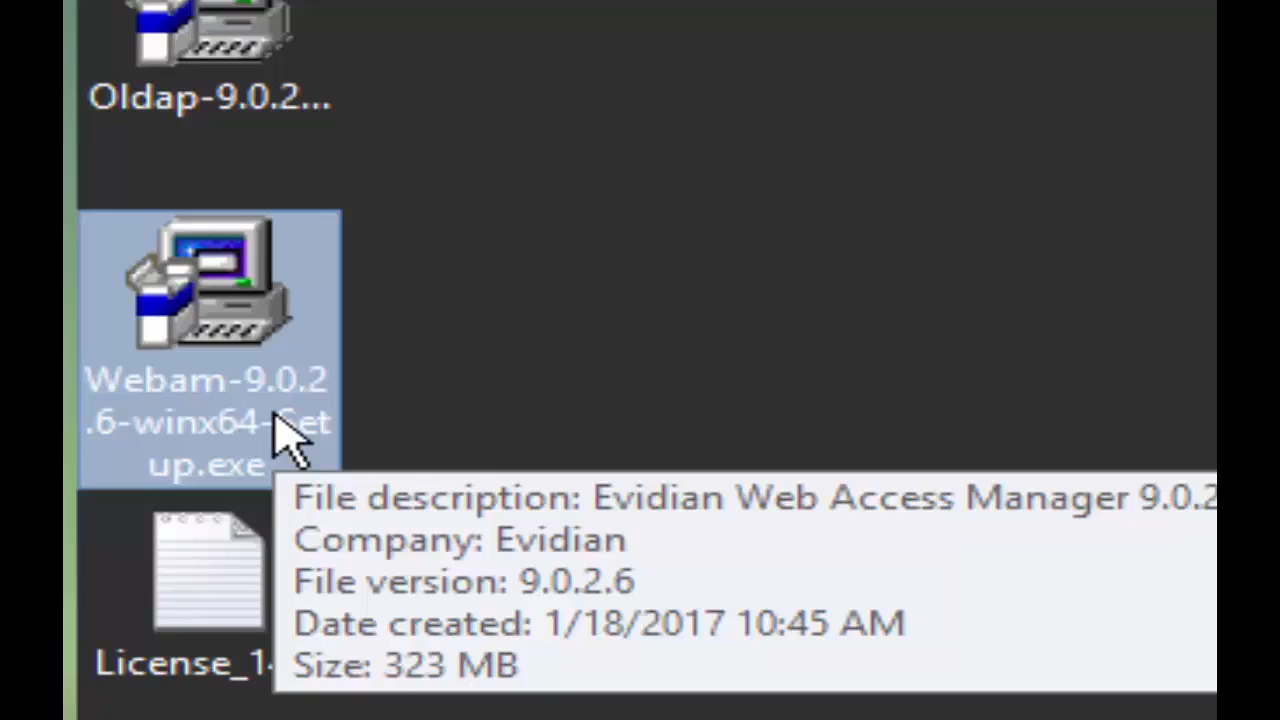 Oldap-9.0.2...
Webam-9.0.2
.6-winx64-Set
up.exe
File description: Evidian Web Access Manager 9.0.2
Company: Evidian
File version: 9.0.2.6
Date created: 1/18/2017 10:45 AM
Size: 323 MB
License_1